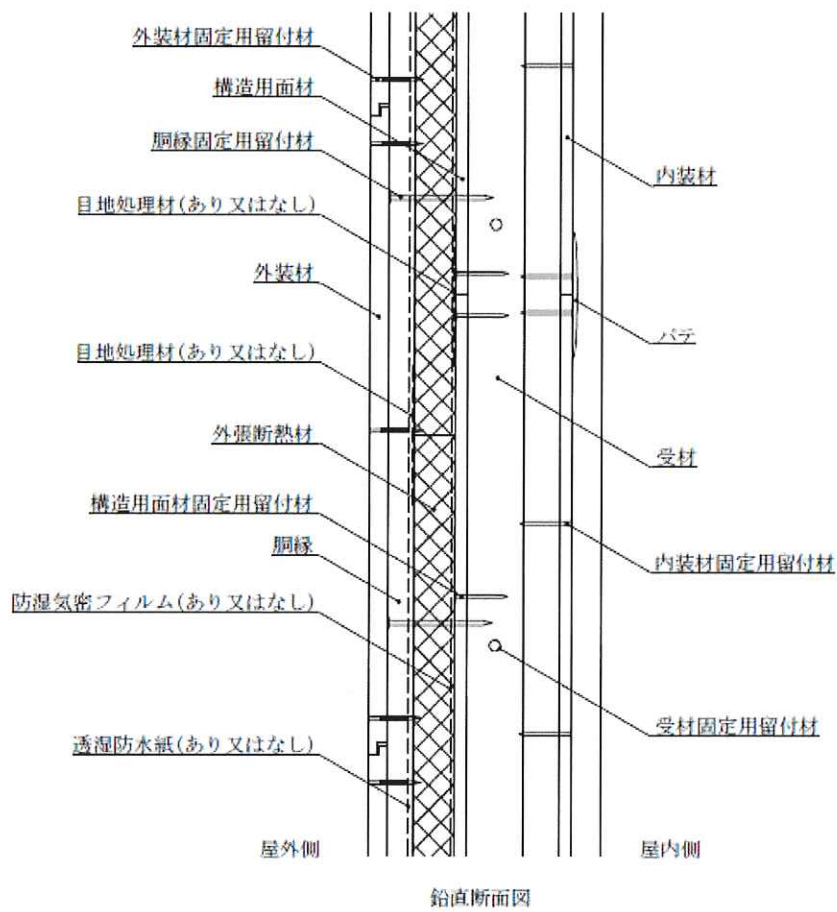 外装材固定用留付材
構造用面材
胴縁固定用留付材
目地処理材(あり又はなし)
外装材
目地処理材(あり又はなし)
外張断熱材
構造用面材固定用留付材
胴縁
防湿気密フィルム(あり又はなし)
透湿防水紙(あり又はなし)
内装材
パテ
受材
内装材固定用留付材
受材固定用留付材
屋外側
屋内側
鉛直断面図